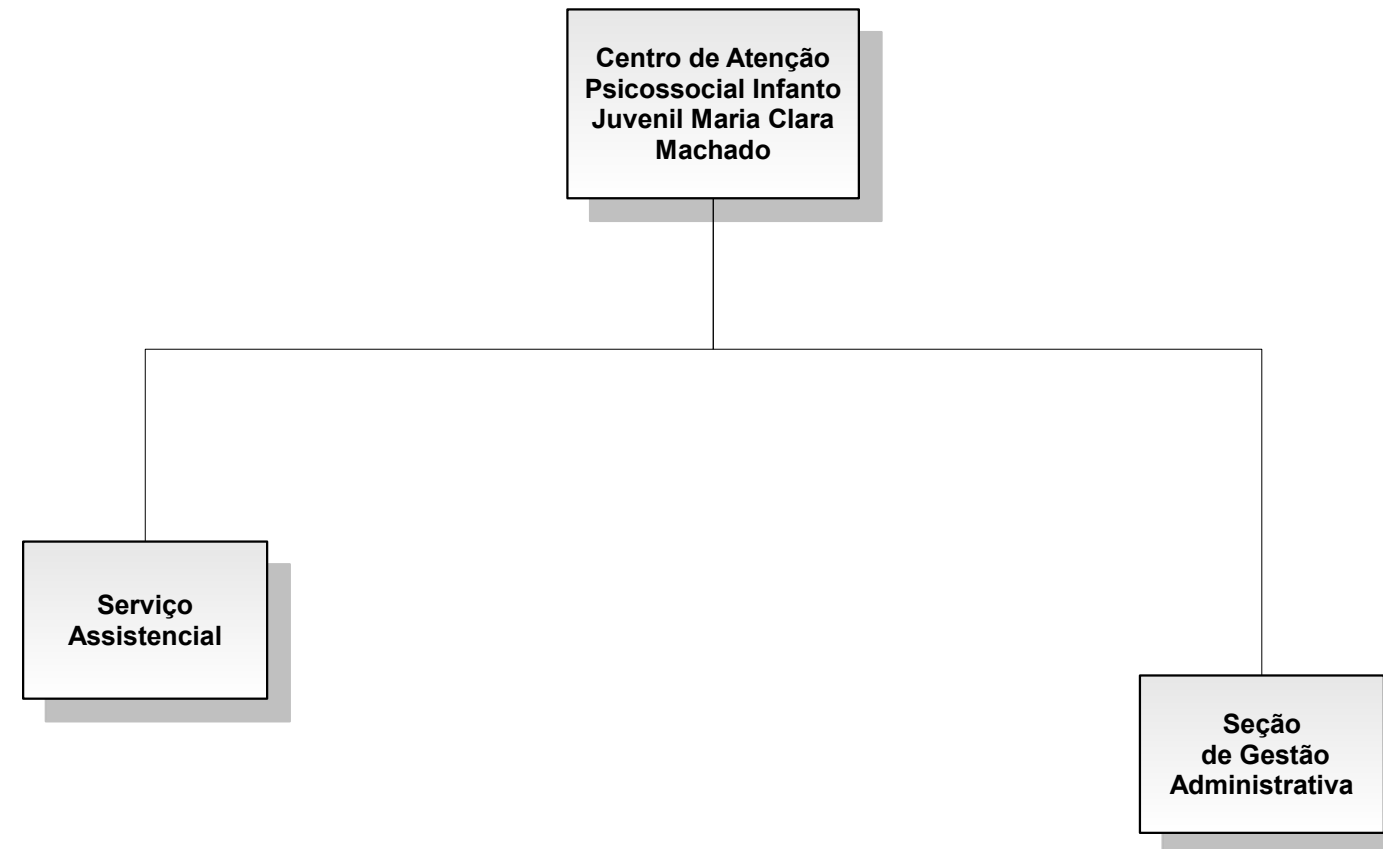 Centro de Atenção
Psicossocial Infanto
Juvenil Maria Clara
Machado
Serviço
Assistencial
Seção
de Gestão
Administrativa